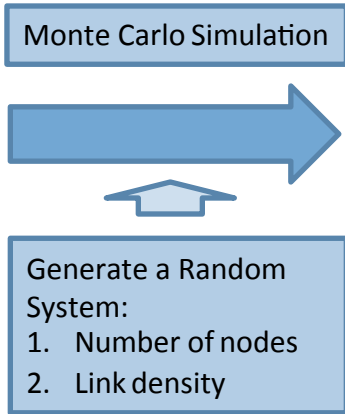 Monte Carlo Simulation
Generate a Random
System:
1. Number of nodes
2. Link density